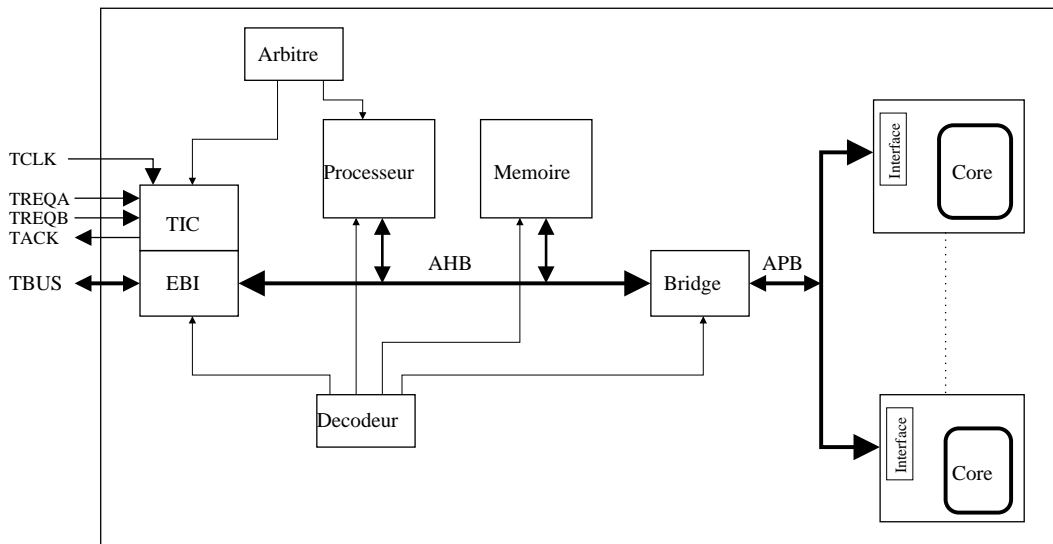 Arbitre
TCLK
TREQA
TREQB
TACK
TBUS
TIC
EBI
Processeur
Memoire
AHB
Bridge
APB
Decodeur
Interface
Core
Interface
Core